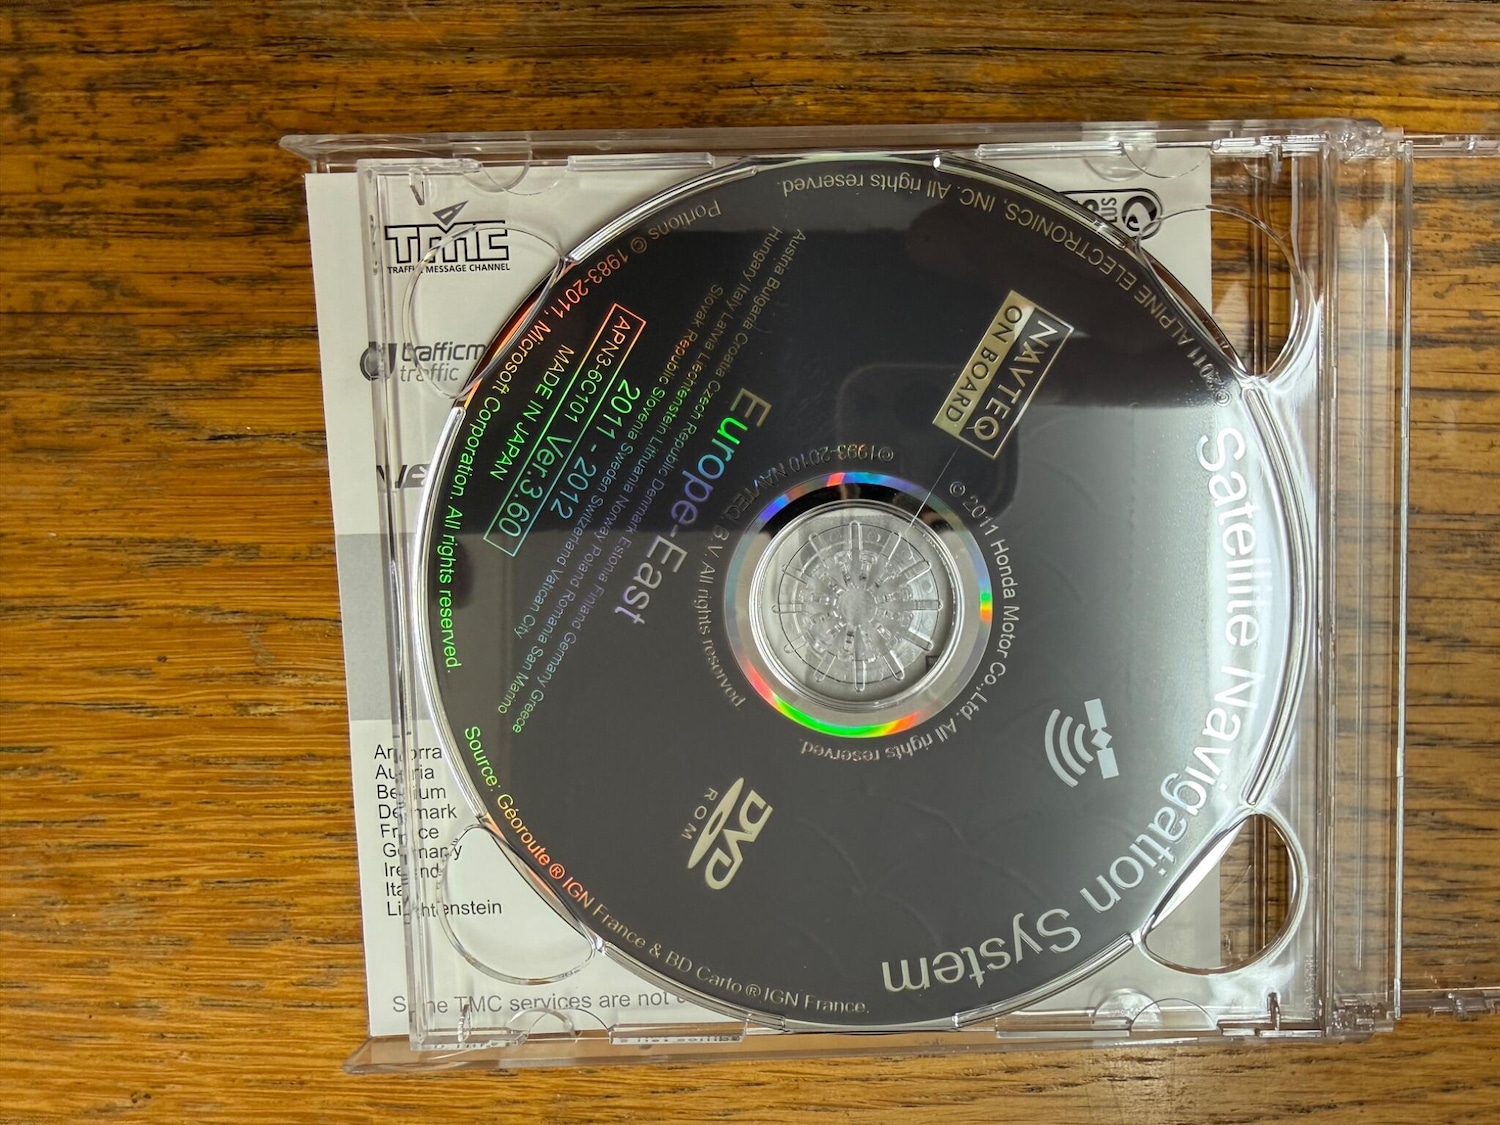 Satellite Navigation System
NAVTEQ
ON BOARD
DVD
ROM
Europe-East
Austria Bulgaria Croatia Czech Republic Denmark Estonia Finland Germany Greece
Hungary Italy Latvia Liechtenstein Lithuania Norway Poland Romania San Marino
Slovak Republic Slovenia Sweden Switzerland Vatican City
2011 - 2012
APN3-6C101 Ver.3.60
MADE IN JAPAN
©1993-2010 NAVTEQ B.V. All rights reserved
© 2011 Honda Motor Co.,Ltd. All rights reserved.
© 2011 ALPINE ELECTRONICS, INC. All rights reserved.
Portions © 1983-2011, Microsoft Corporation. All rights reserved.
Source: Géoroute® IGN France & BD Carto® IGN France.
TMC
TRAFFIC MESSAGE CHANNEL
trafficm
traffic
Andorra
Austria
Belgium
Denmark
France
Germany
Ireland
Ita
Liechtenstein
Some TMC services are not